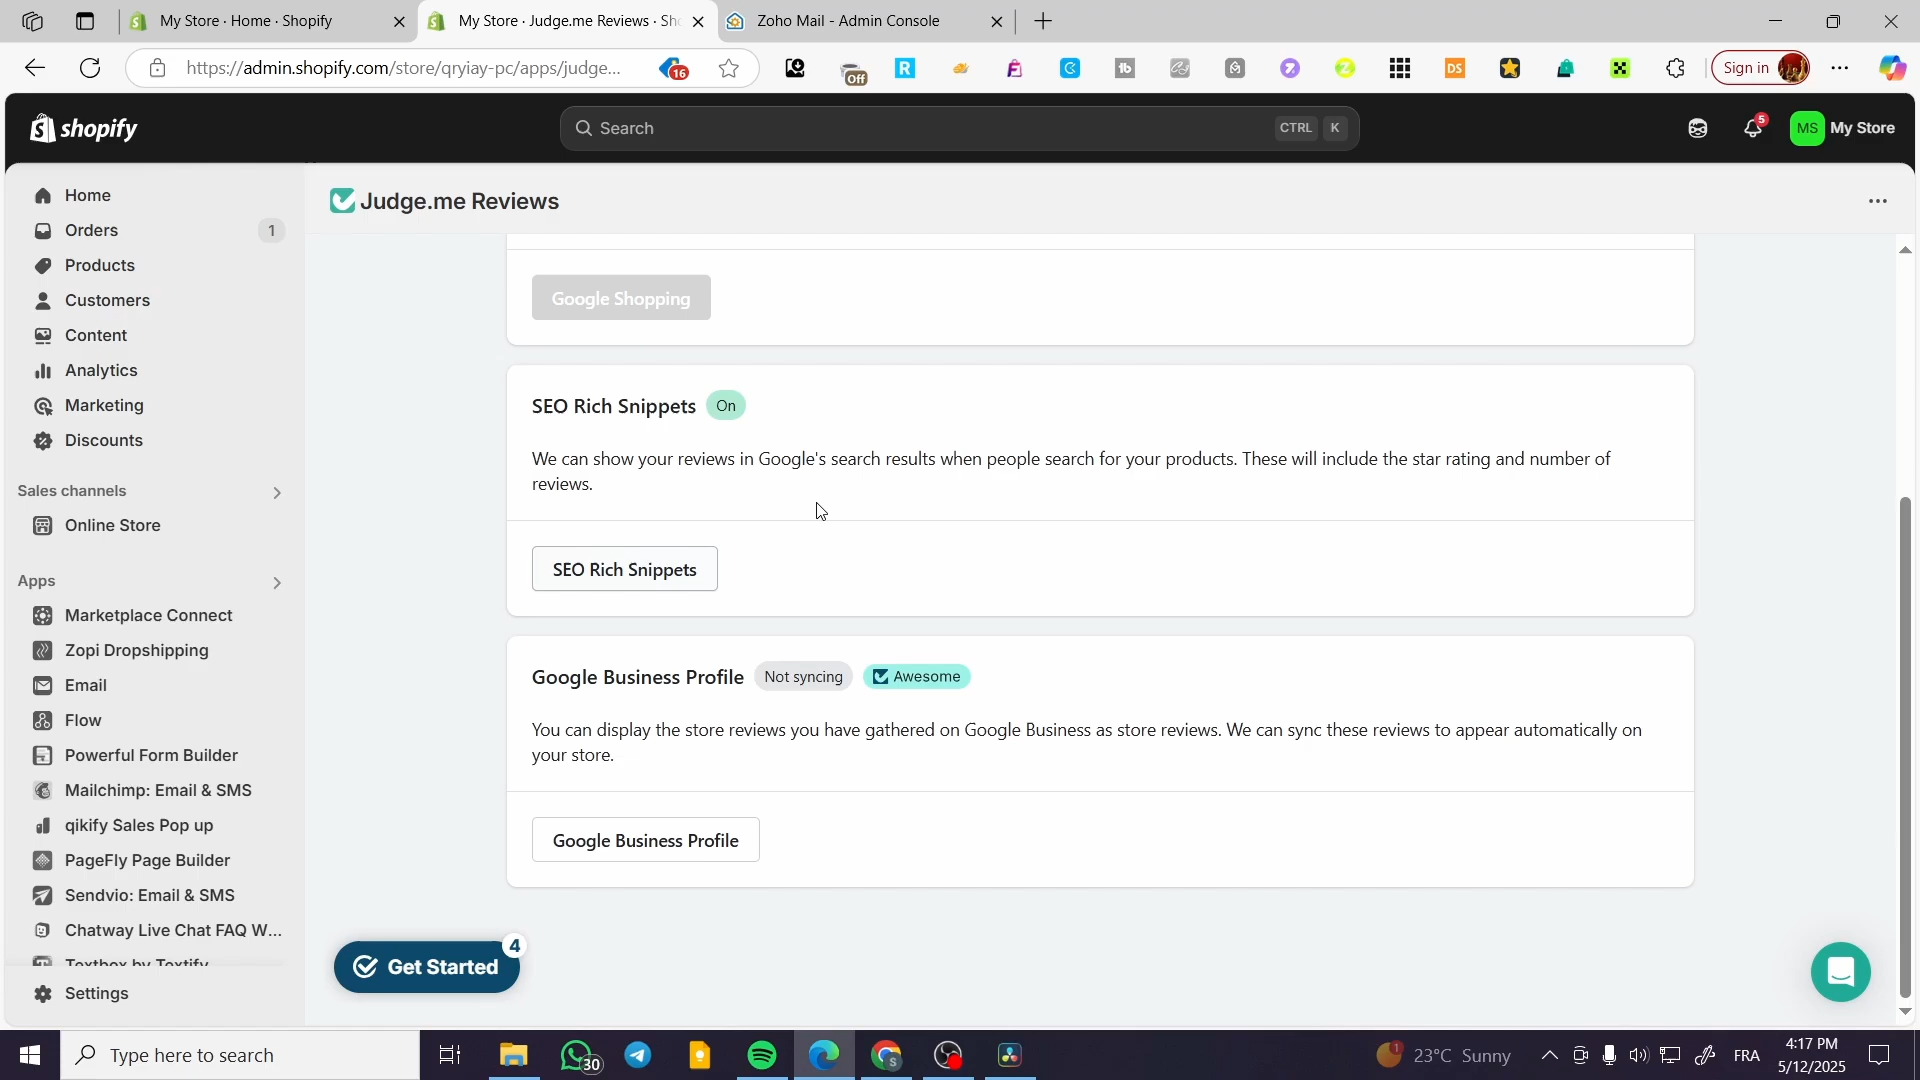 My Store · Home · Shopify
My Store · Judge.me Reviews · Sh
Zoho Mail - Admin Console
https://admin.shopify.com/store/qryiay-pc/apps/judge...
16
Off
DS
Sign in
shopify
Search
CTRL K
5
MS
My Store
Home
Orders
1
Products
Customers
Content
Analytics
Marketing
Discounts
Sales channels
Online Store
Apps
Marketplace Connect
Zopi Dropshipping
Email
Flow
Powerful Form Builder
Mailchimp: Email & SMS
qikify Sales Pop up
PageFly Page Builder
Sendvio: Email & SMS
Chatway Live Chat FAQ W...
Textbox by Textify
Settings
Judge.me Reviews
Google Shopping
SEO Rich Snippets On
We can show your reviews in Google's search results when people search for your products. These will include the star rating and number of
reviews.
SEO Rich Snippets
Google Business Profile Not syncing Awesome
You can display the store reviews you have gathered on Google Business as store reviews. We can sync these reviews to appear automatically on
your store.
Google Business Profile
Get Started
4
Type here to search
30
23°C Sunny
FRA
4:17 PM
5/12/2025